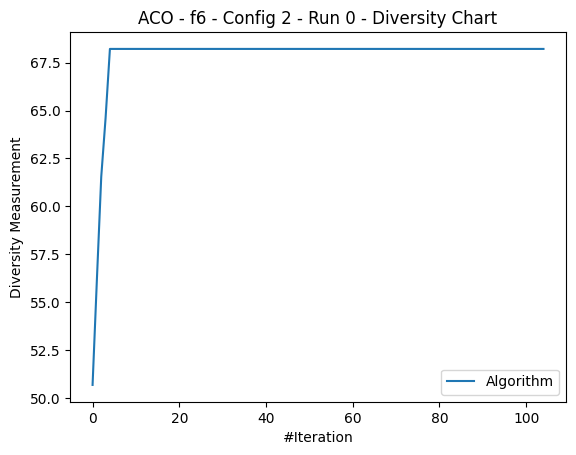 ACO - f6 - Config 2 - Run 0 - Diversity Chart
67.5
65.0
62.5
60.0
57.5
55.0
52.5
50.0
Diversity Measurement
0 20 40 60 80 100
#Iteration
Algorithm